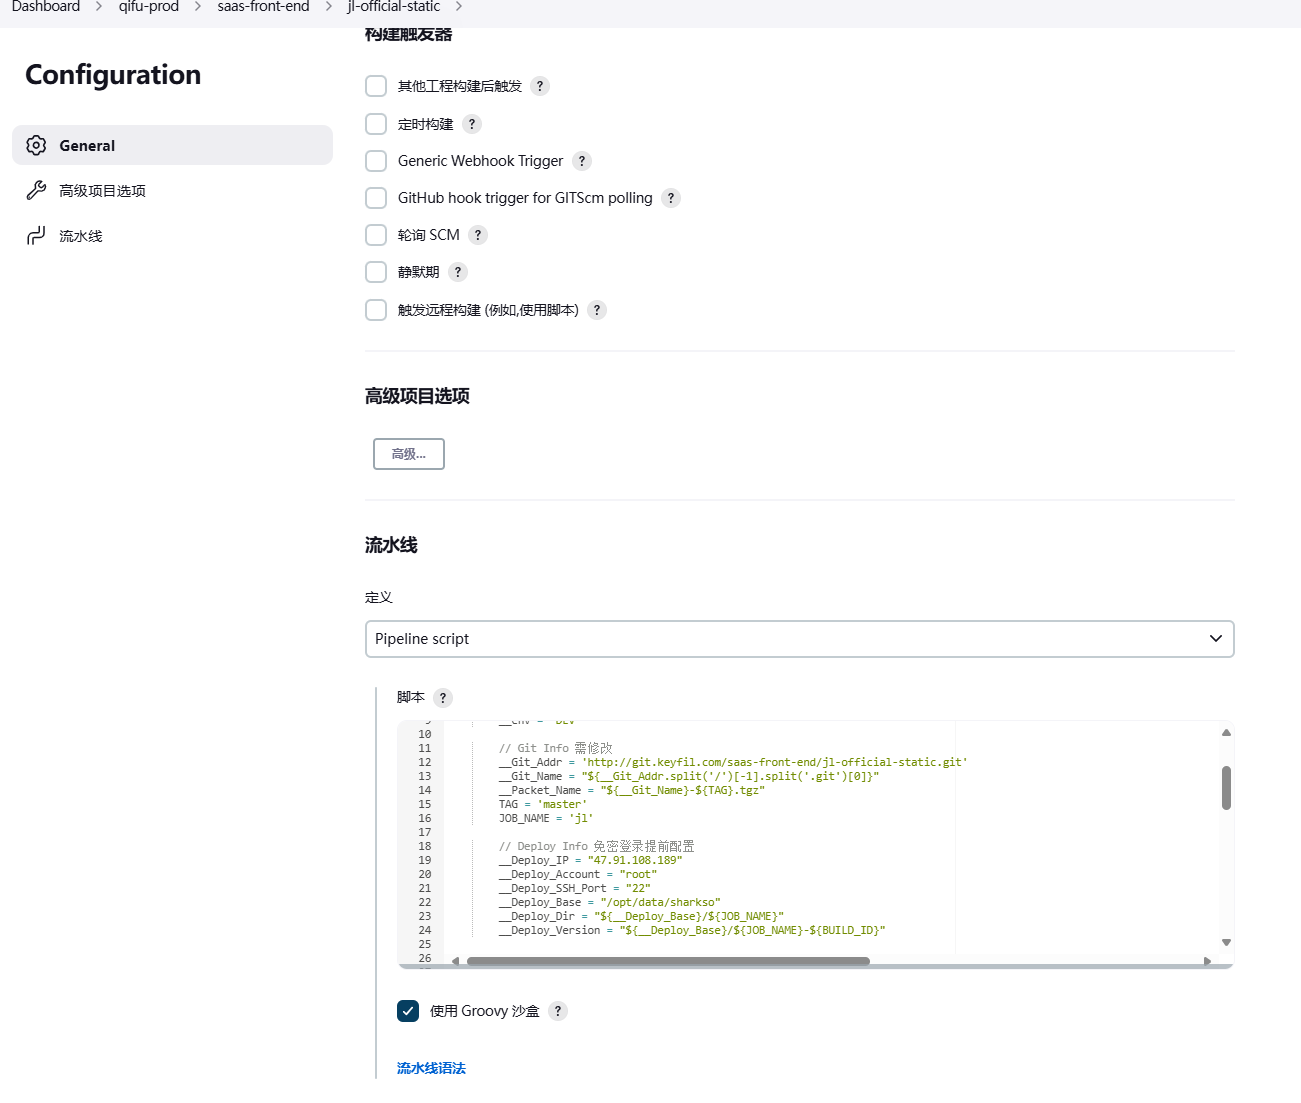 Dashboard > qifu-prod > saas-front-end > jl-official-static >
Configuration
General
高级项目选项
流水线
构建触发器
其他工程构建后触发 ?
定时构建 ?
Generic Webhook Trigger ?
GitHub hook trigger for GITScm polling ?
轮询 SCM ?
静默期 ?
触发远程构建 (例如,使用脚本) ?
高级项目选项
高级...
流水线
定义
Pipeline script
脚本 ?
9 __Env = 'DEV'
10
11 // Git Info 需修改
12 __Git_Addr = 'http://git.keyfil.com/saas-front-end/jl-official-static.git'
13 __Git_Name = "${__Git_Addr.split('/')[-1].split('.git')[0]}"
14 __Packet_Name = "${__Git_Name}-${TAG}.tgz"
15 TAG = 'master'
16 JOB_NAME = 'jl'
17
18 // Deploy Info 免密登录提前配置
19 __Deploy_IP = "47.91.108.189"
20 __Deploy_Account = "root"
21 __Deploy_SSH_Port = "22"
22 __Deploy_Base = "/opt/data/sharkso"
23 __Deploy_Dir = "${__Deploy_Base}/${JOB_NAME}"
24 __Deploy_Version = "${__Deploy_Base}/${JOB_NAME}-${BUILD_ID}"
25
26
使用 Groovy 沙盒 ?
流水线语法